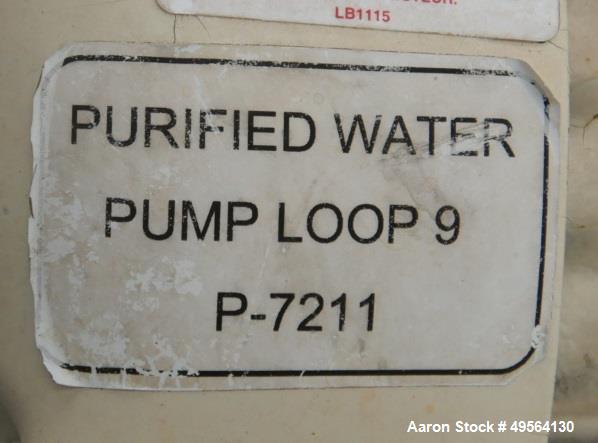 LB1115
PURIFIED WATER
PUMP LOOP 9
P-7211
Aaron Stock # 49564130